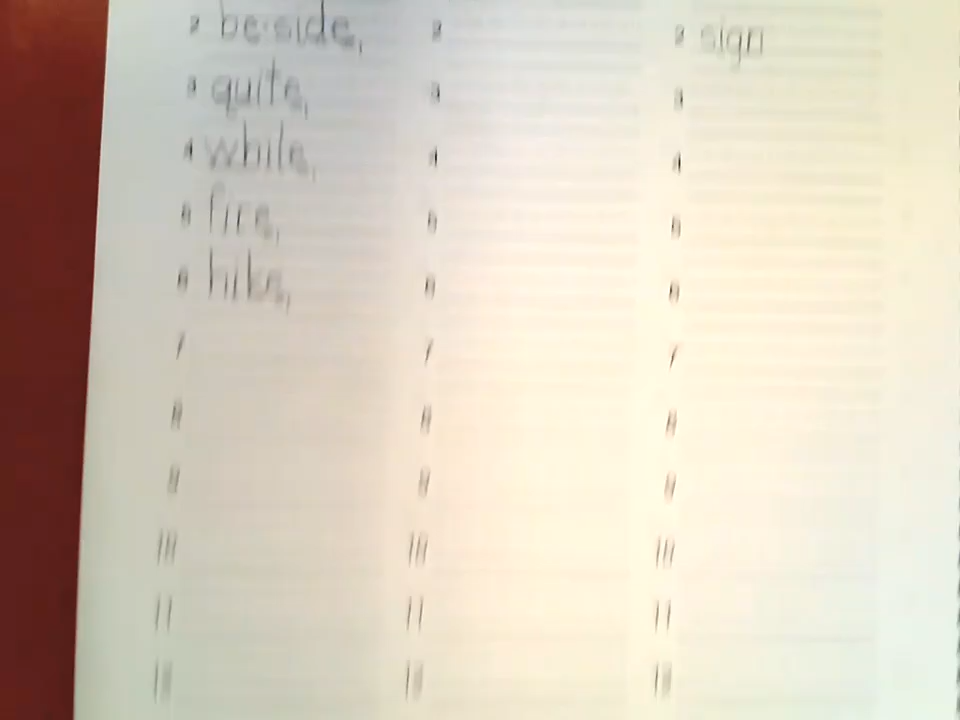 2 be·side, 2 2 sign
3 quite, 3 3
4 while, 4 4
5 fire, 5 5
6 hike, 6 6
7 7 7
8 8 8
9 9 9
10 10 10
11 11 11
12 12 12